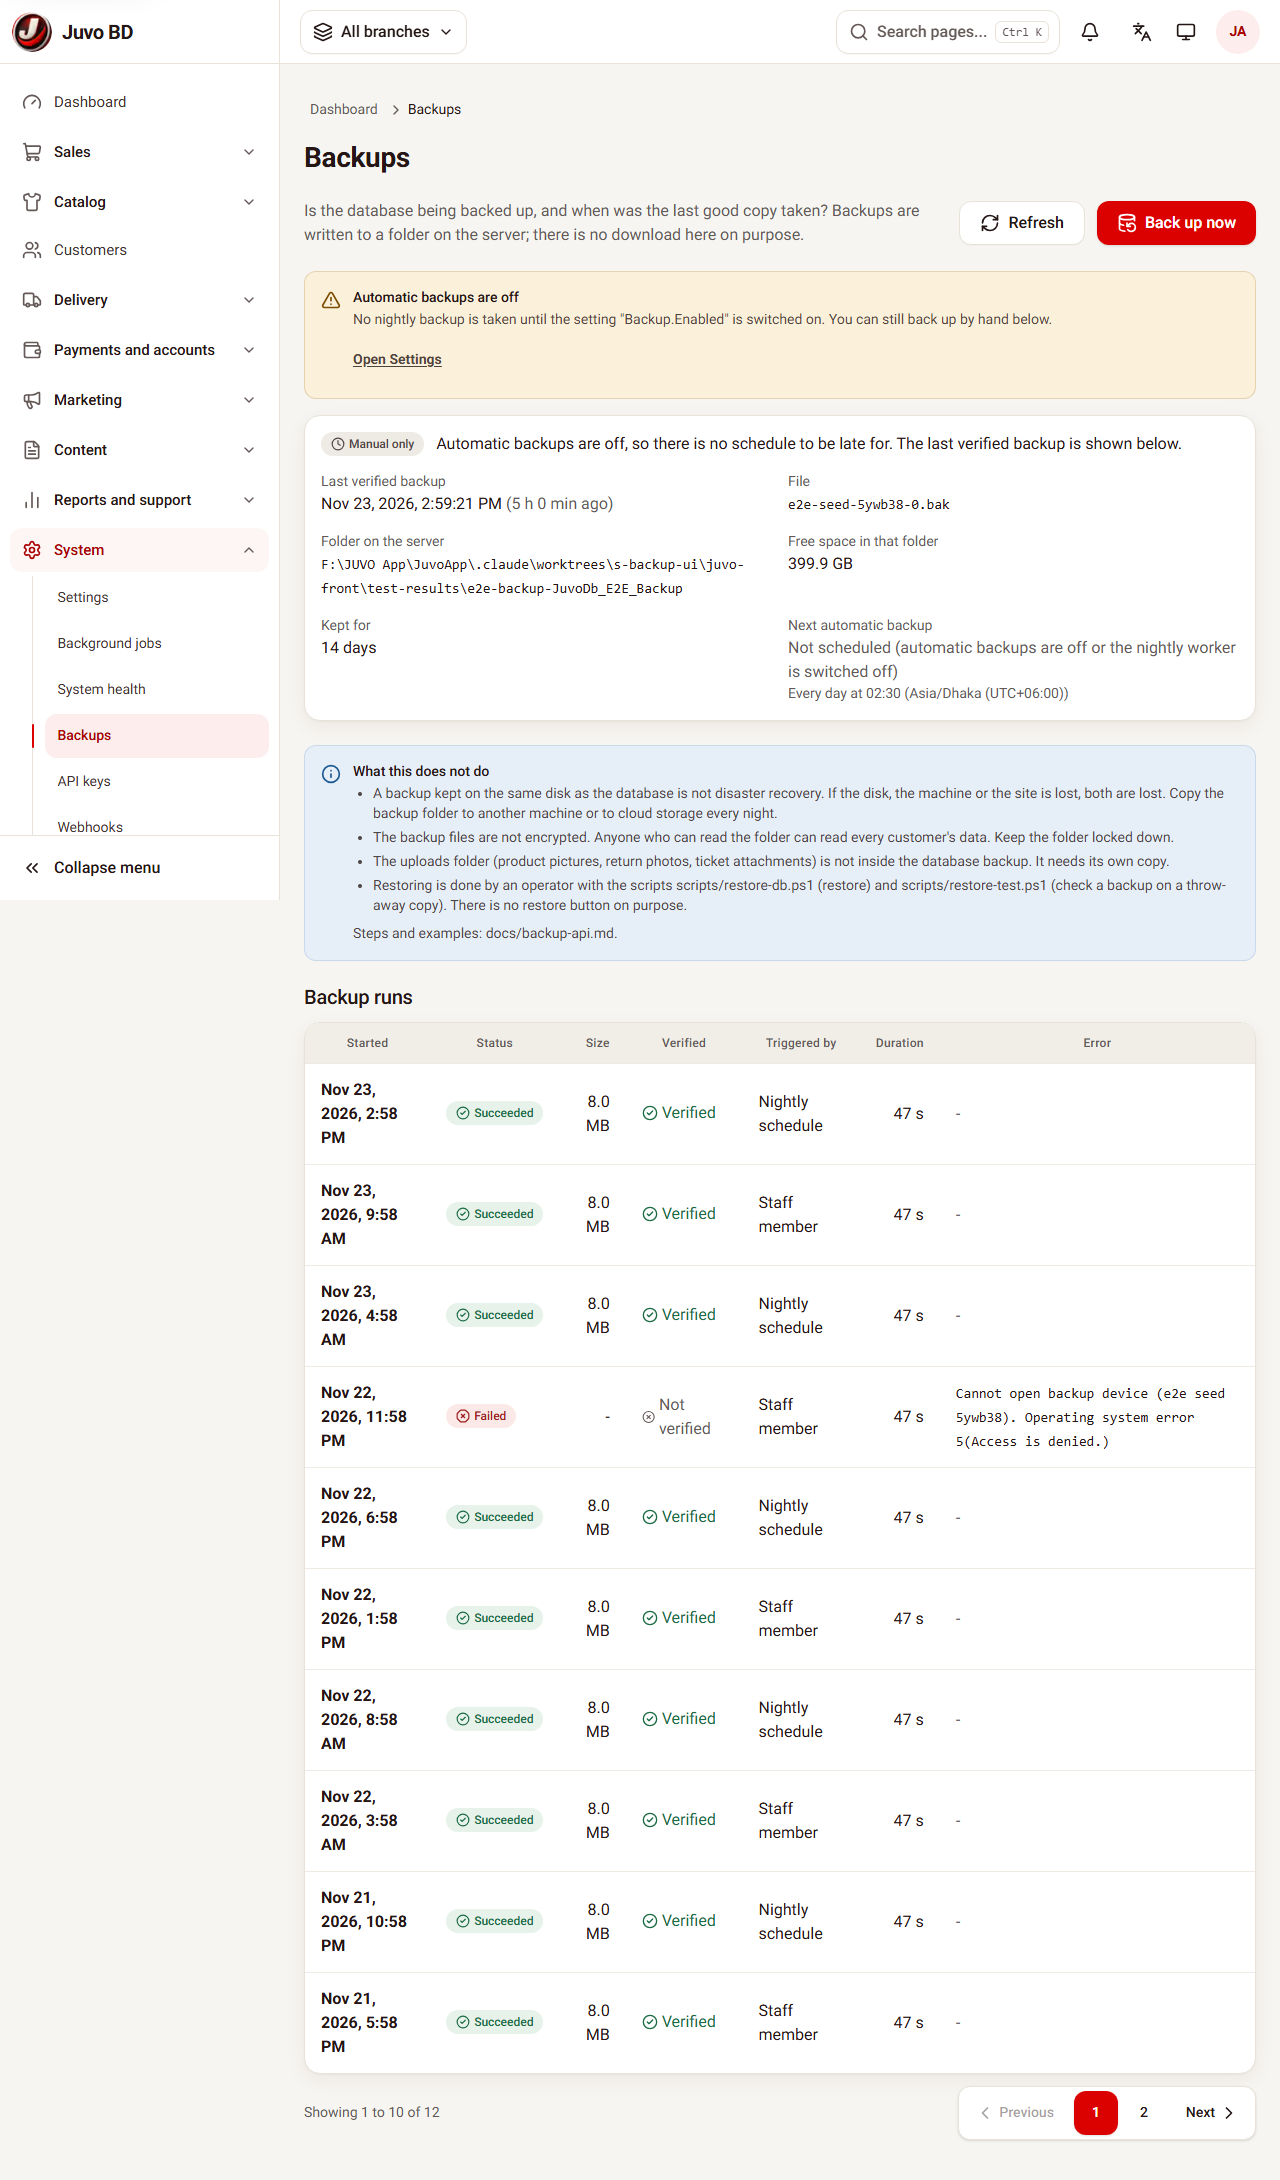 Juvo BD
All branches
Search pages...
Ctrl K
JA
Dashboard
Sales
Catalog
Customers
Delivery
Payments and accounts
Marketing
Content
Reports and support
System
Settings
Background jobs
System health
Backups
API keys
Webhooks
Collapse menu
Dashboard > Backups
Backups
Is the database being backed up, and when was the last good copy taken? Backups are
written to a folder on the server; there is no download here on purpose.
Refresh
Back up now
Automatic backups are off
No nightly backup is taken until the setting "Backup.Enabled" is switched on. You can still back up by hand below.
Open Settings
Manual only
Automatic backups are off, so there is no schedule to be late for. The last verified backup is shown below.
Last verified backup
Nov 23, 2026, 2:59:21 PM (5 h 0 min ago)
File
e2e-seed-5ywb38-0.bak
Folder on the server
F:\JUVO App\JuvoApp\.claude\worktrees\s-backup-ui\juvo-
front\test-results\e2e-backup-JuvoDb_E2E_Backup
Free space in that folder
399.9 GB
Kept for
14 days
Next automatic backup
Not scheduled (automatic backups are off or the nightly worker
is switched off)
Every day at 02:30 (Asia/Dhaka (UTC+06:00))
What this does not do
• A backup kept on the same disk as the database is not disaster recovery. If the disk, the machine or the site is lost, both are lost. Copy the
backup folder to another machine or to cloud storage every night.
• The backup files are not encrypted. Anyone who can read the folder can read every customer's data. Keep the folder locked down.
• The uploads folder (product pictures, return photos, ticket attachments) is not inside the database backup. It needs its own copy.
• Restoring is done by an operator with the scripts scripts/restore-db.ps1 (restore) and scripts/restore-test.ps1 (check a backup on a throw-
away copy). There is no restore button on purpose.
Steps and examples: docs/backup-api.md.
Backup runs
Started Status Size Verified Triggered by Duration Error
Nov 23,
2026, 2:58
PM
Succeeded
8.0
MB
Verified
Nightly
schedule
47 s
-
Nov 23,
2026, 9:58
AM
Succeeded
8.0
MB
Verified
Staff
member
47 s
-
Nov 23,
2026, 4:58
AM
Succeeded
8.0
MB
Verified
Nightly
schedule
47 s
-
Nov 22,
2026, 11:58
PM
Failed
-
Not
verified
Staff
member
47 s
Cannot open backup device (e2e seed
5ywb38). Operating system error
5(Access is denied.)
Nov 22,
2026, 6:58
PM
Succeeded
8.0
MB
Verified
Nightly
schedule
47 s
-
Nov 22,
2026, 1:58
PM
Succeeded
8.0
MB
Verified
Staff
member
47 s
-
Nov 22,
2026, 8:58
AM
Succeeded
8.0
MB
Verified
Nightly
schedule
47 s
-
Nov 22,
2026, 3:58
AM
Succeeded
8.0
MB
Verified
Staff
member
47 s
-
Nov 21,
2026, 10:58
PM
Succeeded
8.0
MB
Verified
Nightly
schedule
47 s
-
Nov 21,
2026, 5:58
PM
Succeeded
8.0
MB
Verified
Staff
member
47 s
-
Showing 1 to 10 of 12
Previous 1 2 Next